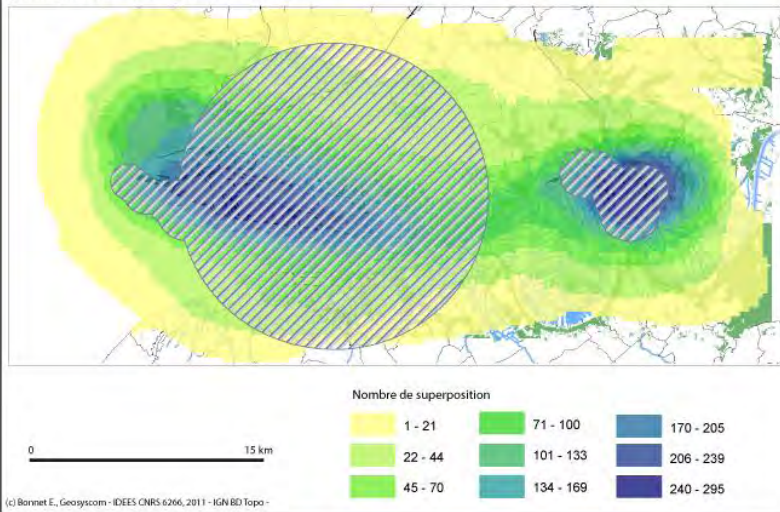 Nombre de superposition
1 - 21
71 - 100
170 - 205
22 - 44
101 - 133
206 - 239
45 - 70
134 - 169
240 - 295
0
15 km
(c) Bonnet E., Geosyscom - IDEES CNRS 6266, 2011 - IGN BD Topo -